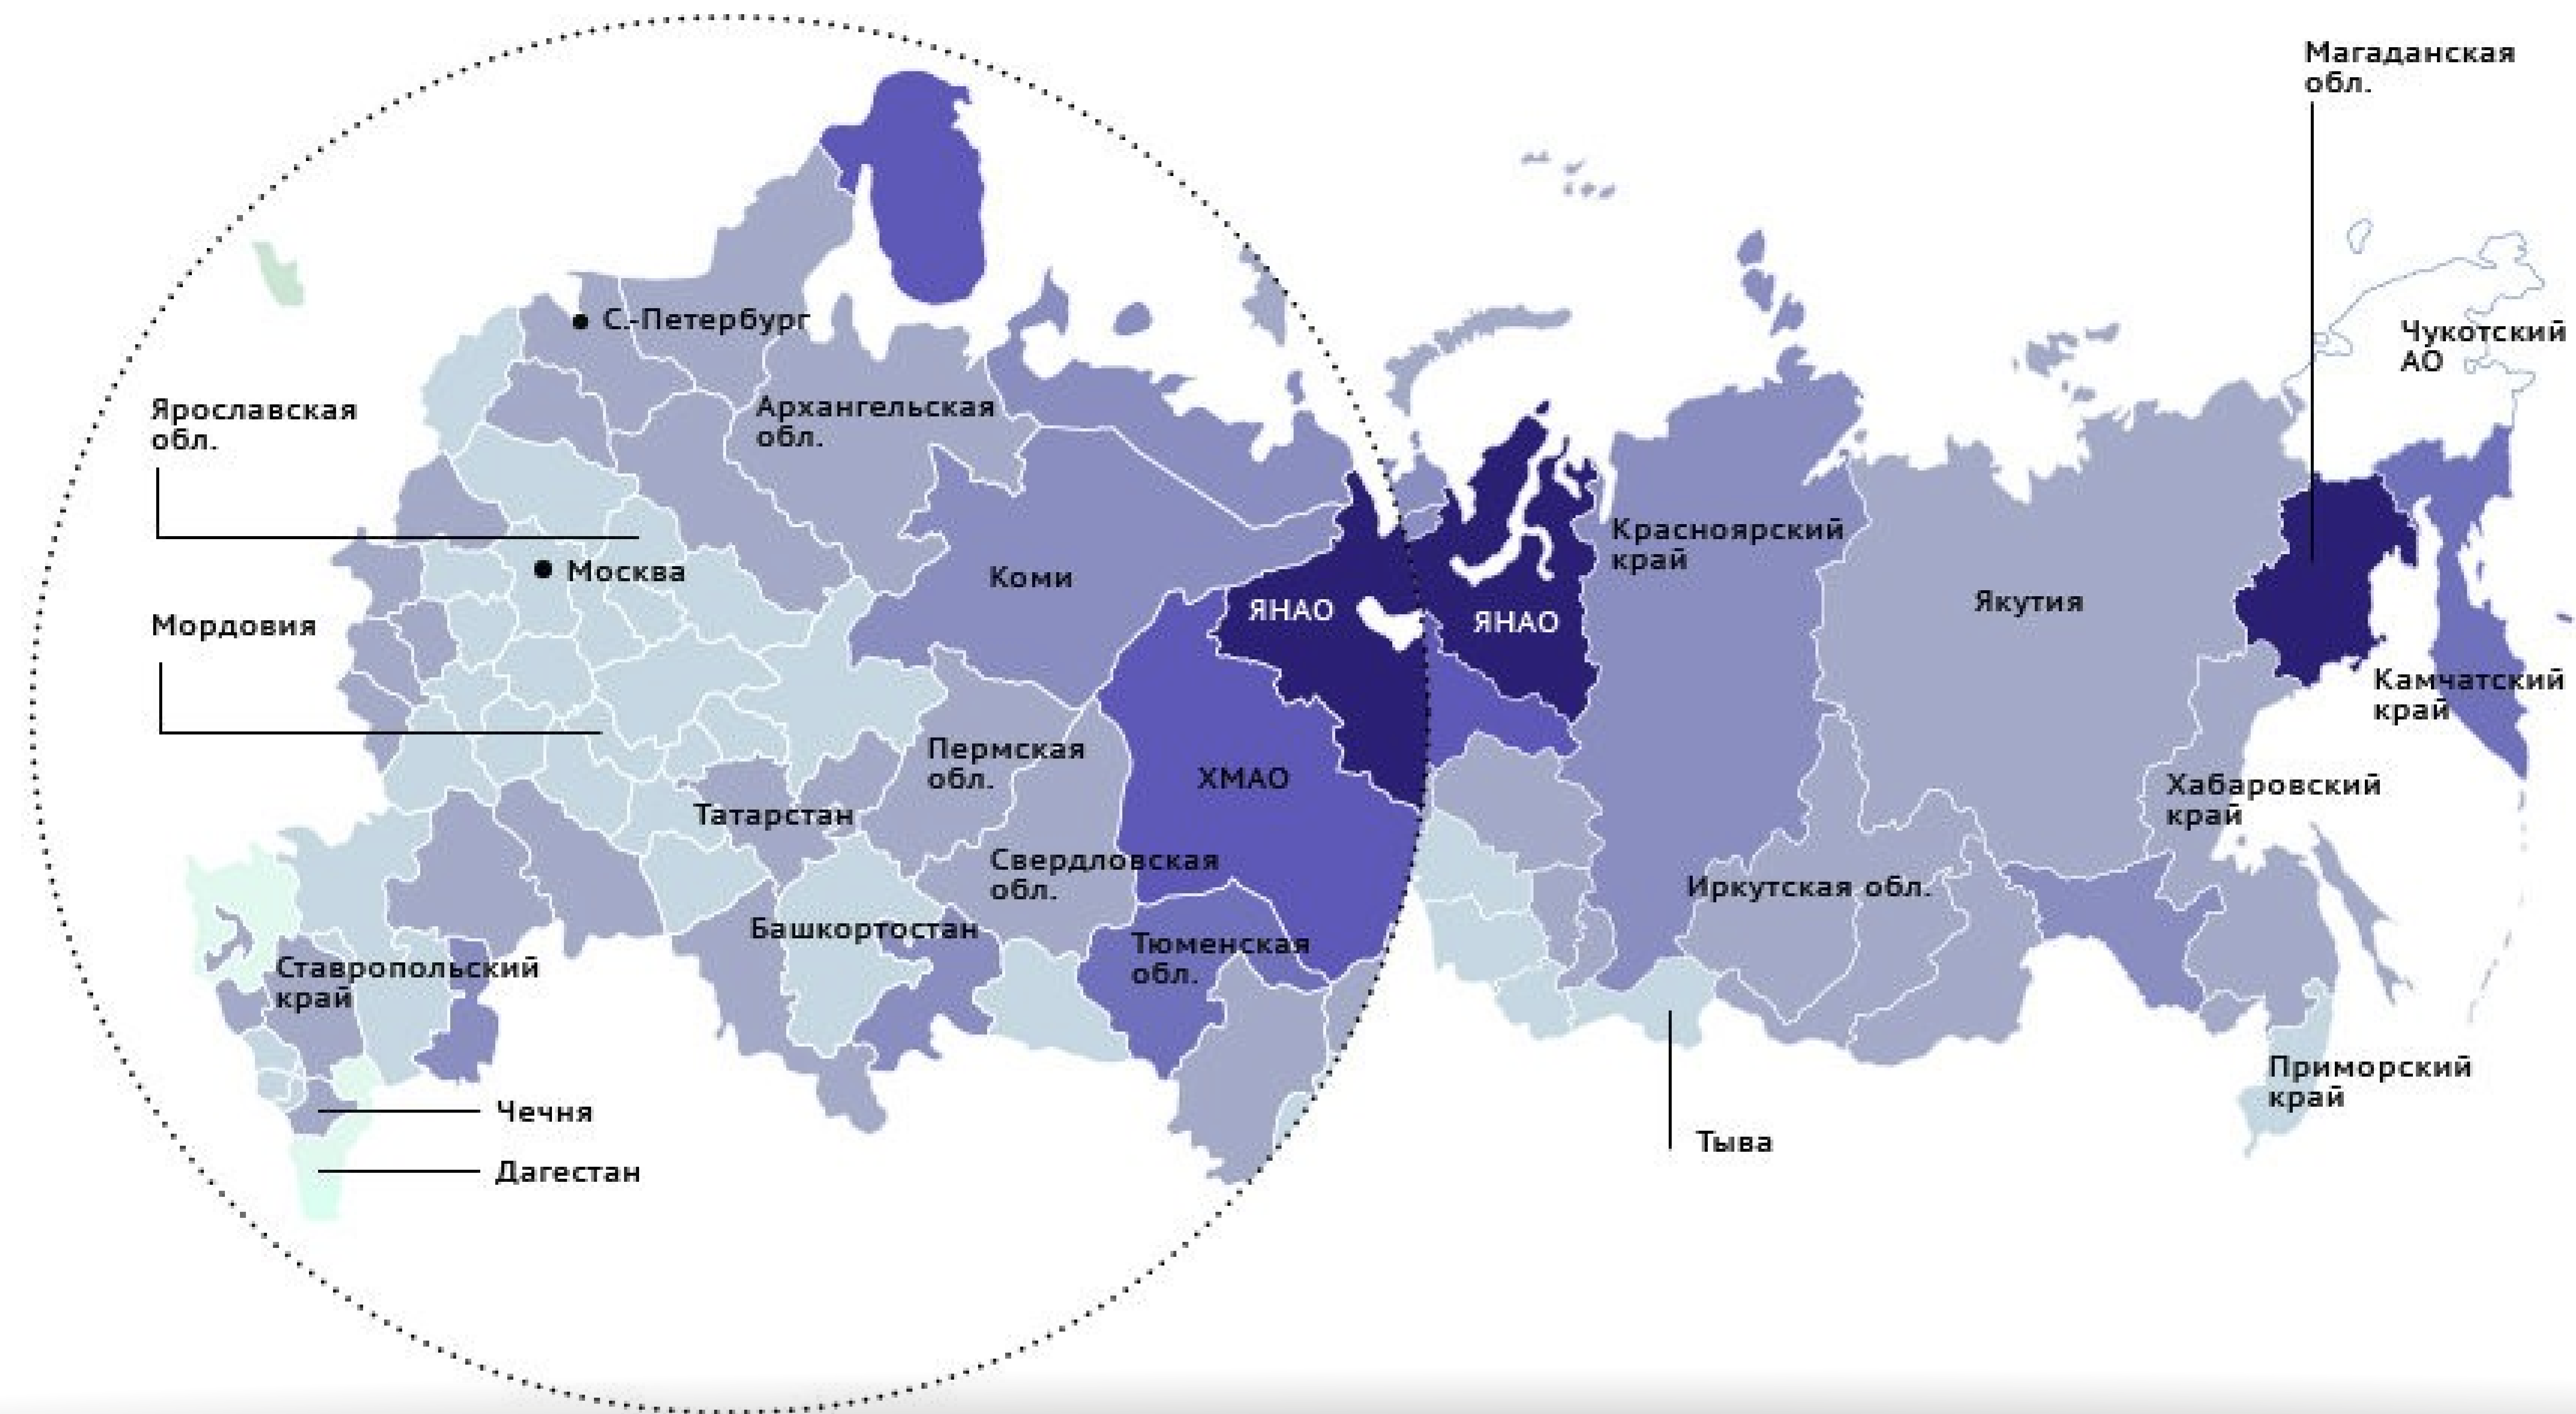 Магаданская
обл.
С.-Петербург
Чукотский
АО
Ярославская
обл.
Архангельская
обл.
Красноярский
край
Москва
Коми
ЯНАО
ЯНАО
Якутия
Мордовия
Камчатский
край
Пермская
обл.
ХМАО
Хабаровский
край
Татарстан
Свердловская
обл.
Иркутская обл.
Башкортостан
Тюменская
обл.
Ставропольский
край
Приморский
край
Чечня
Тыва
Дагестан